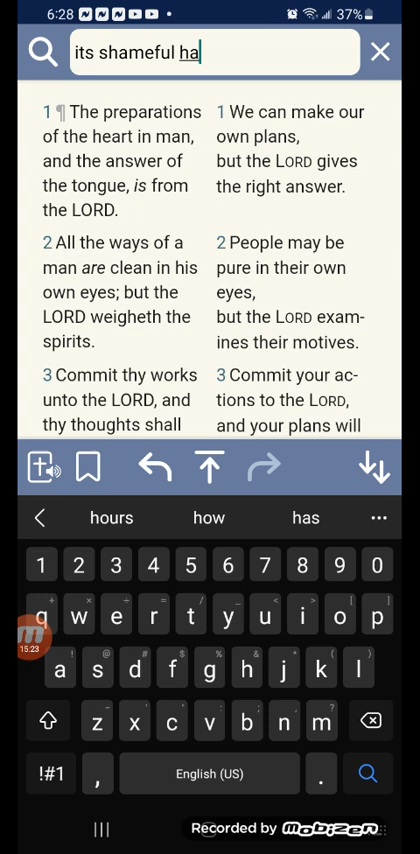 6:28 37%
its shameful ha
1 ¶ The preparations
of the heart in man,
and the answer of
the tongue, is from
the LORD.
2 All the ways of a
man are clean in his
own eyes; but the
LORD weigheth the
spirits.
3 Commit thy works
unto the LORD, and
thy thoughts shall
1 We can make our
own plans,
but the LORD gives
the right answer.
2 People may be
pure in their own
eyes,
but the LORD exam-
ines their motives.
3 Commit your ac-
tions to the LORD,
and your plans will
hours how has •••
1 2 3 4 5 6 7 8 9 0
q w e r t y u i o p
15:23
a s d f g h j k l
z x c v b n m
!#1 , English (US) .
Recorded by mobizen